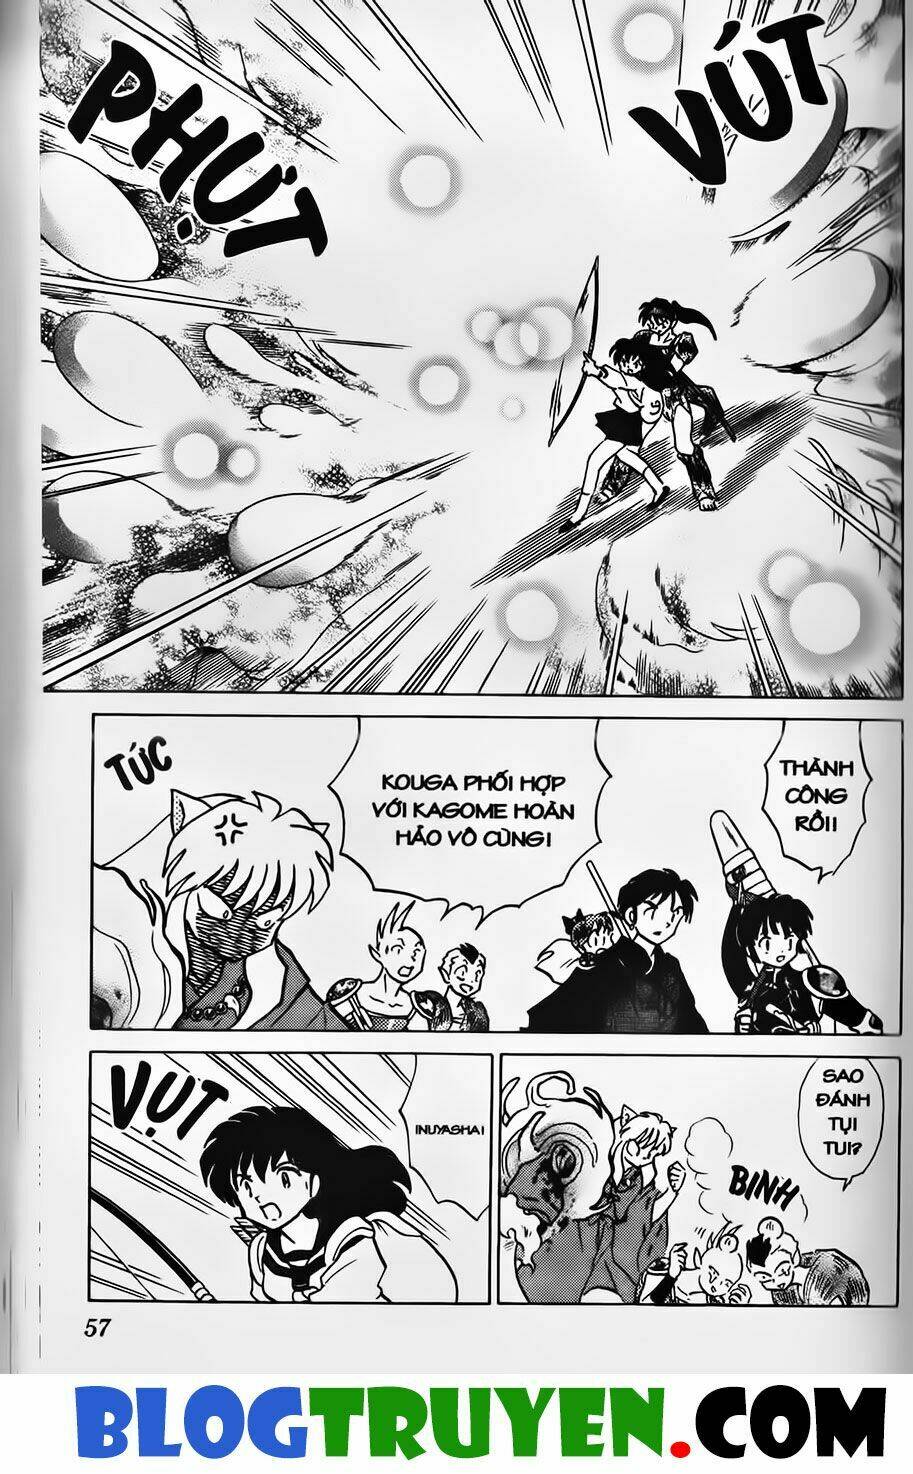 PHỰT
VÚT
TỨC
KOUGA PHỐI HỢP
VỚI KAGOME HOÀN
HẢO VÔ CÙNG!
THÀNH
CÔNG
RỒI!
VỤT
INUYASHA!
SAO
ĐÁNH
TỤI
TUI?
BINH
57
BLOGTRUYEN.COM